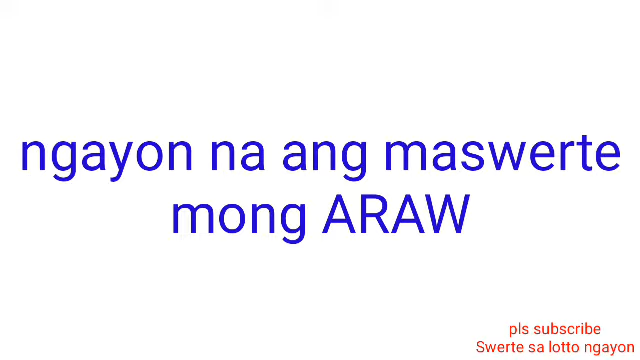 ngayon na ang maswerte
mong ARAW
pls subscribe
Swerte sa lotto ngayon